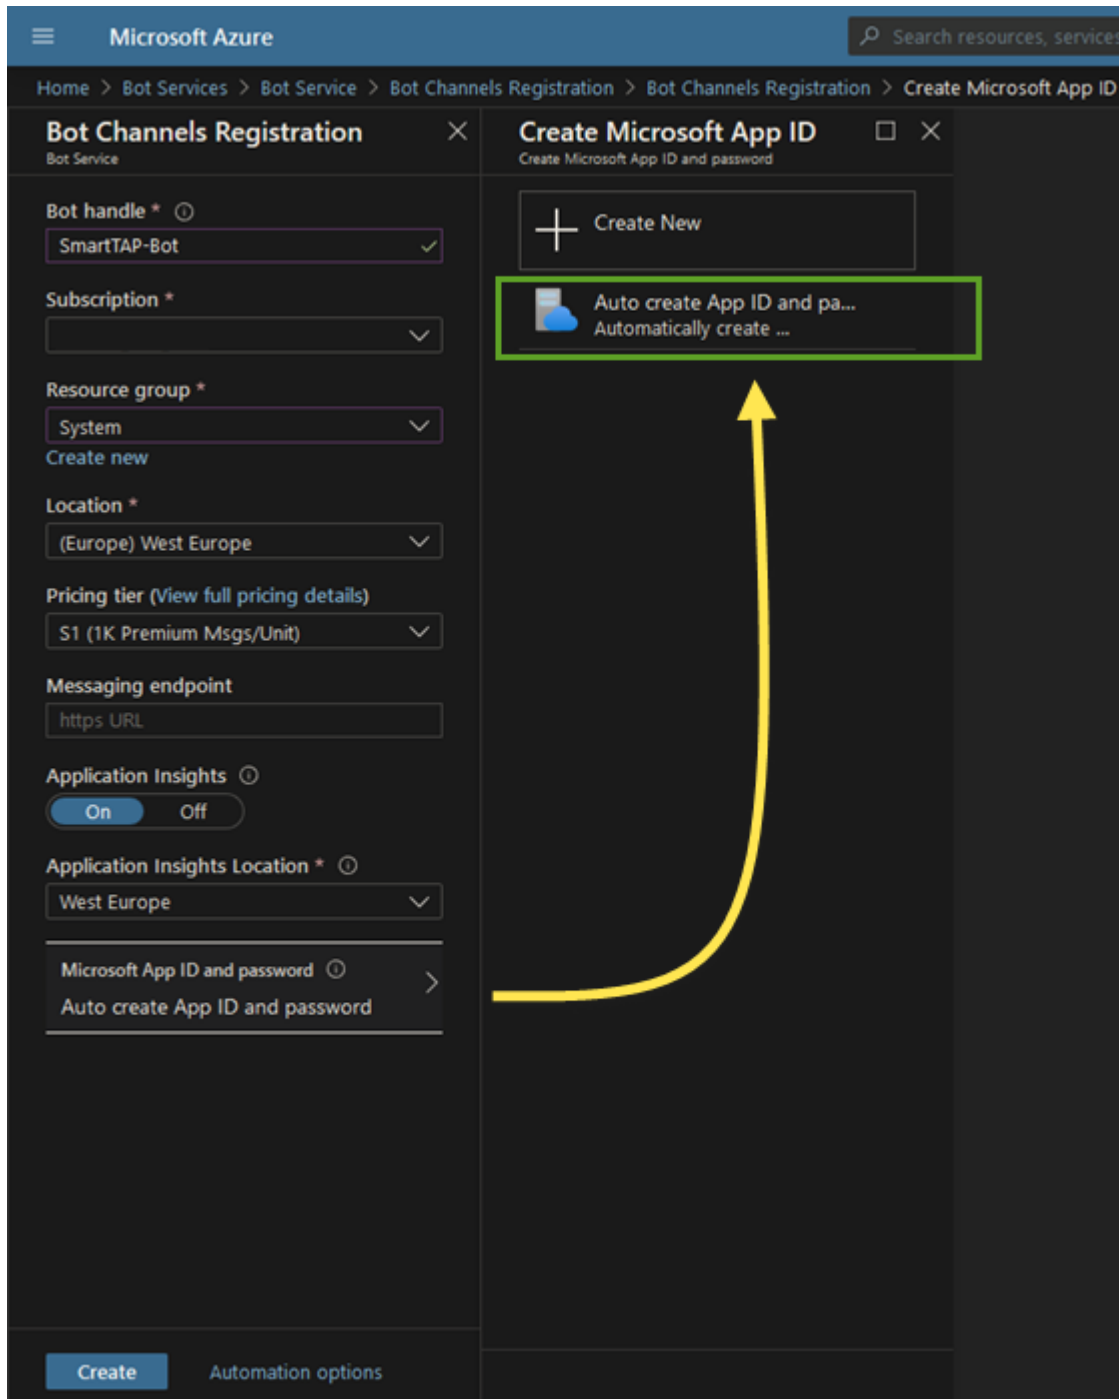 Microsoft Azure
Search resources, services
Home > Bot Services > Bot Service > Bot Channels Registration > Bot Channels Registration > Create Microsoft App ID
Bot Channels Registration
Bot Service
Bot handle *
SmartTAP-Bot
Subscription *
Resource group *
System
Create new
Location *
(Europe) West Europe
Pricing tier (View full pricing details)
S1 (1K Premium Msgs/Unit)
Messaging endpoint
https URL
Application Insights
On Off
Application Insights Location *
West Europe
Microsoft App ID and password
Auto create App ID and password
Create Automation options
Create Microsoft App ID
Create Microsoft App ID and password
Create New
Auto create App ID and pa...
Automatically create ...